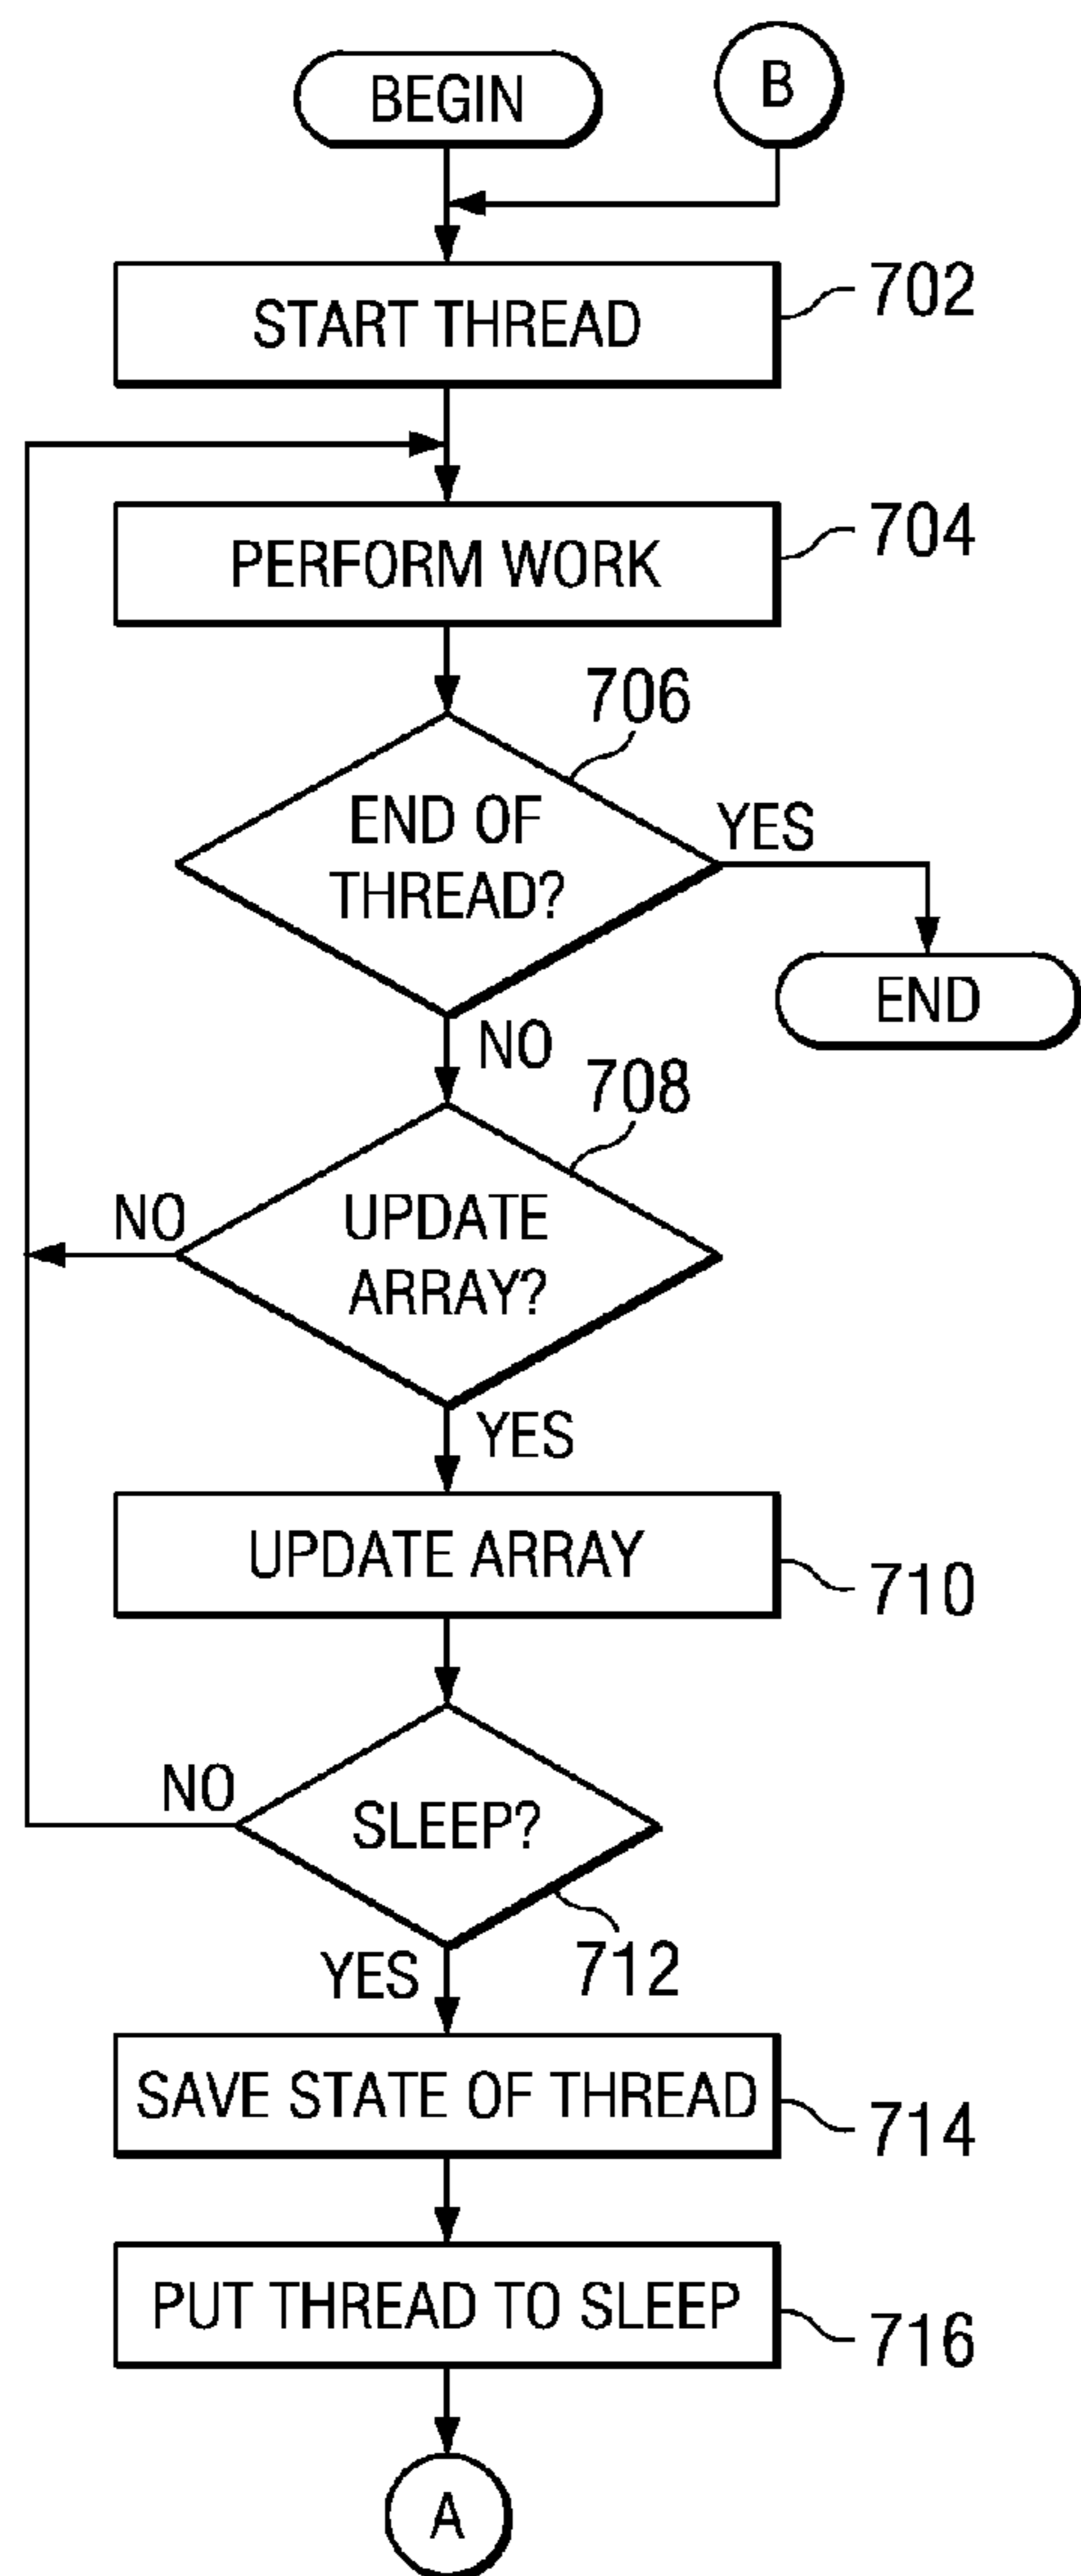 BEGIN
B
START THREAD
702
PERFORM WORK
704
706
END OF
THREAD?
YES
END
NO
708
UPDATE
ARRAY?
NO
YES
UPDATE ARRAY
710
SLEEP?
NO
712
YES
SAVE STATE OF THREAD
714
PUT THREAD TO SLEEP
716
A